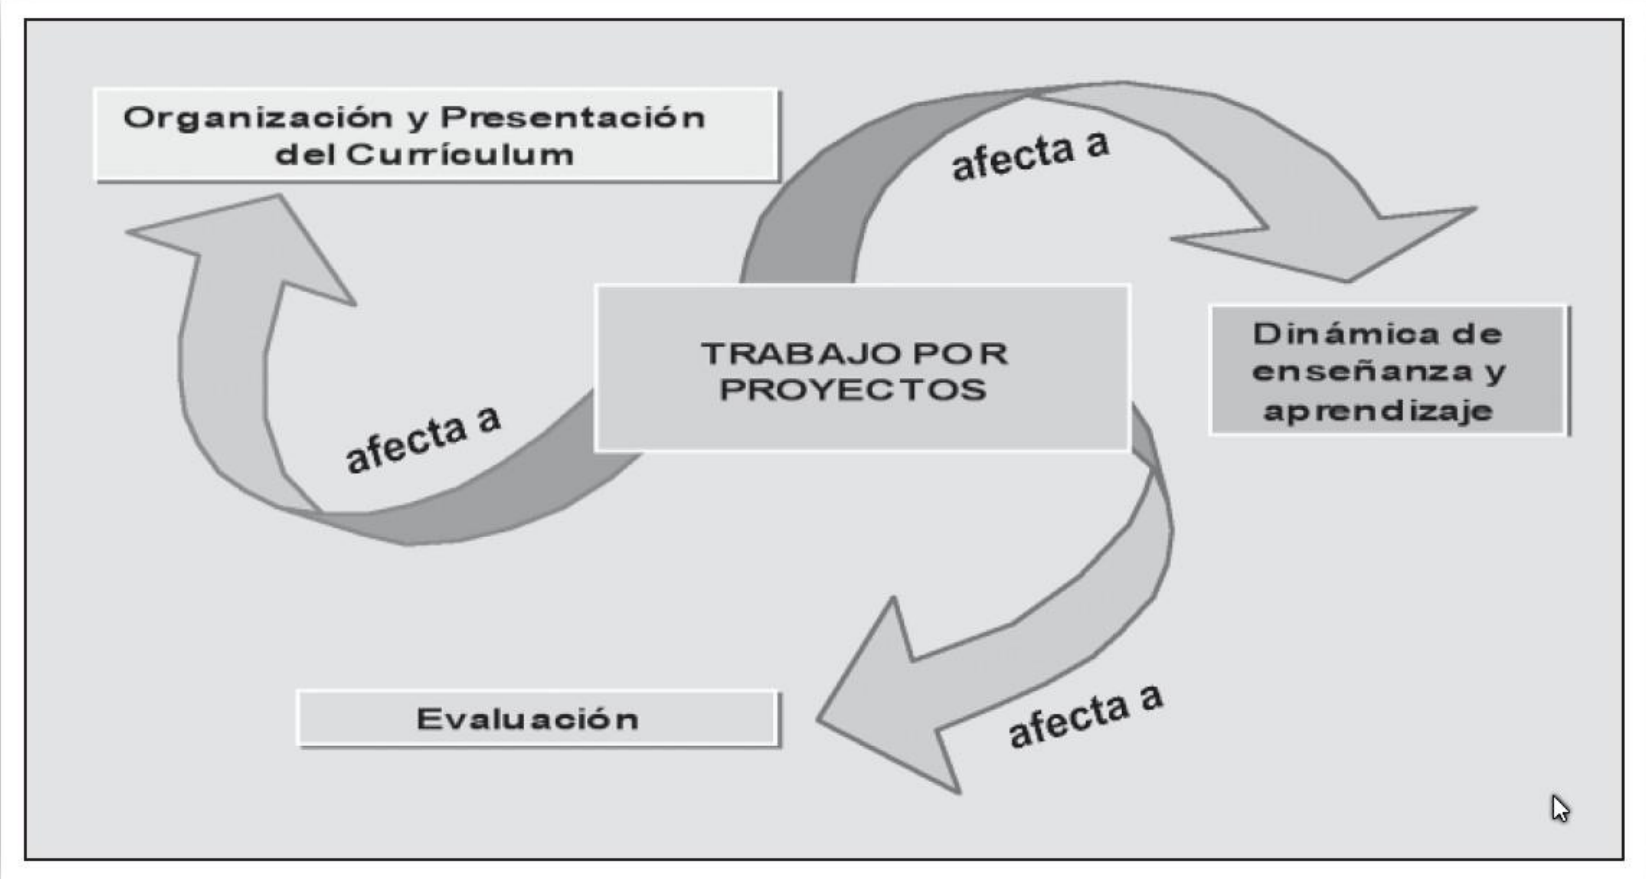 Organización y Presentación
del Currículum
afecta a
TRABAJO POR
PROYECTOS
Dinámica de
enseñanza y
aprendizaje
afecta a
Evaluación
afecta a